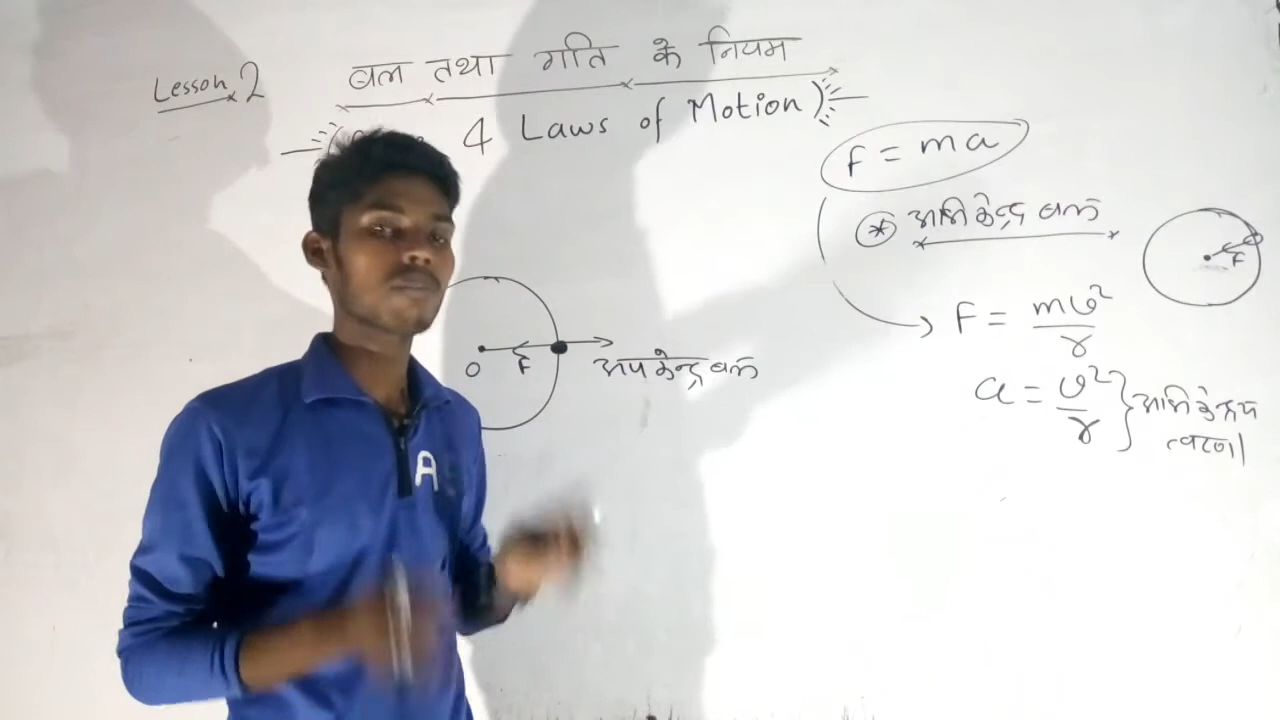 Lesson 2
बल तथा गति के नियम
4 Laws of Motion)
F = ma
* अभिकेन्द्र बल
F
F = mv²/r
O F
अपकेन्द्र बल
a = v²/r } अभिकेन्द्रीय
त्वरण।
A